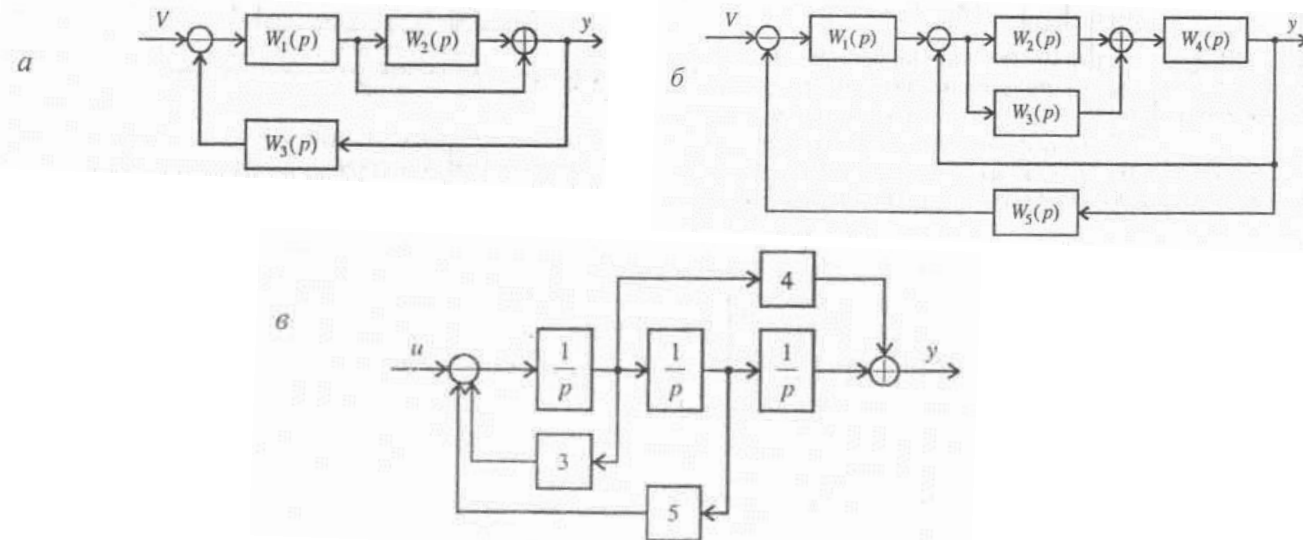 а
V
W₁(p)
W₂(p)
y
W₃(p)
б
V
W₁(p)
W₂(p)
W₄(p)
y
W₃(p)
W₅(p)
в
u
1/p
1/p
1/p
4
y
3
5